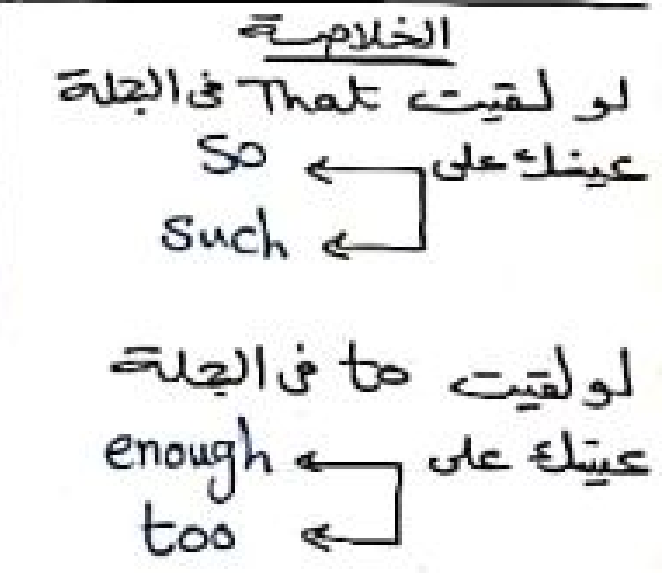 الخلاصة
لو لقيت That فى الجملة
عينك على So
Such
لو لقيت to فى الجملة
عينك على enough
too